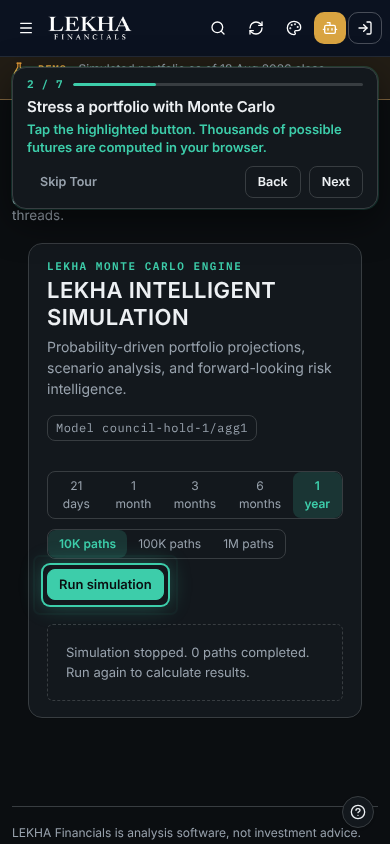 LEKHA
FINANCIALS
2 / 7
Stress a portfolio with Monte Carlo
Tap the highlighted button. Thousands of possible
futures are computed in your browser.
Skip Tour
Back
Next
threads.
LEKHA MONTE CARLO ENGINE
LEKHA INTELLIGENT
SIMULATION
Probability-driven portfolio projections,
scenario analysis, and forward-looking risk
intelligence.
Model council-hold-1/agg1
21 days
1 month
3 months
6 months
1 year
10K paths
100K paths
1M paths
Run simulation
Simulation stopped. 0 paths completed.
Run again to calculate results.
LEKHA Financials is analysis software, not investment advice.